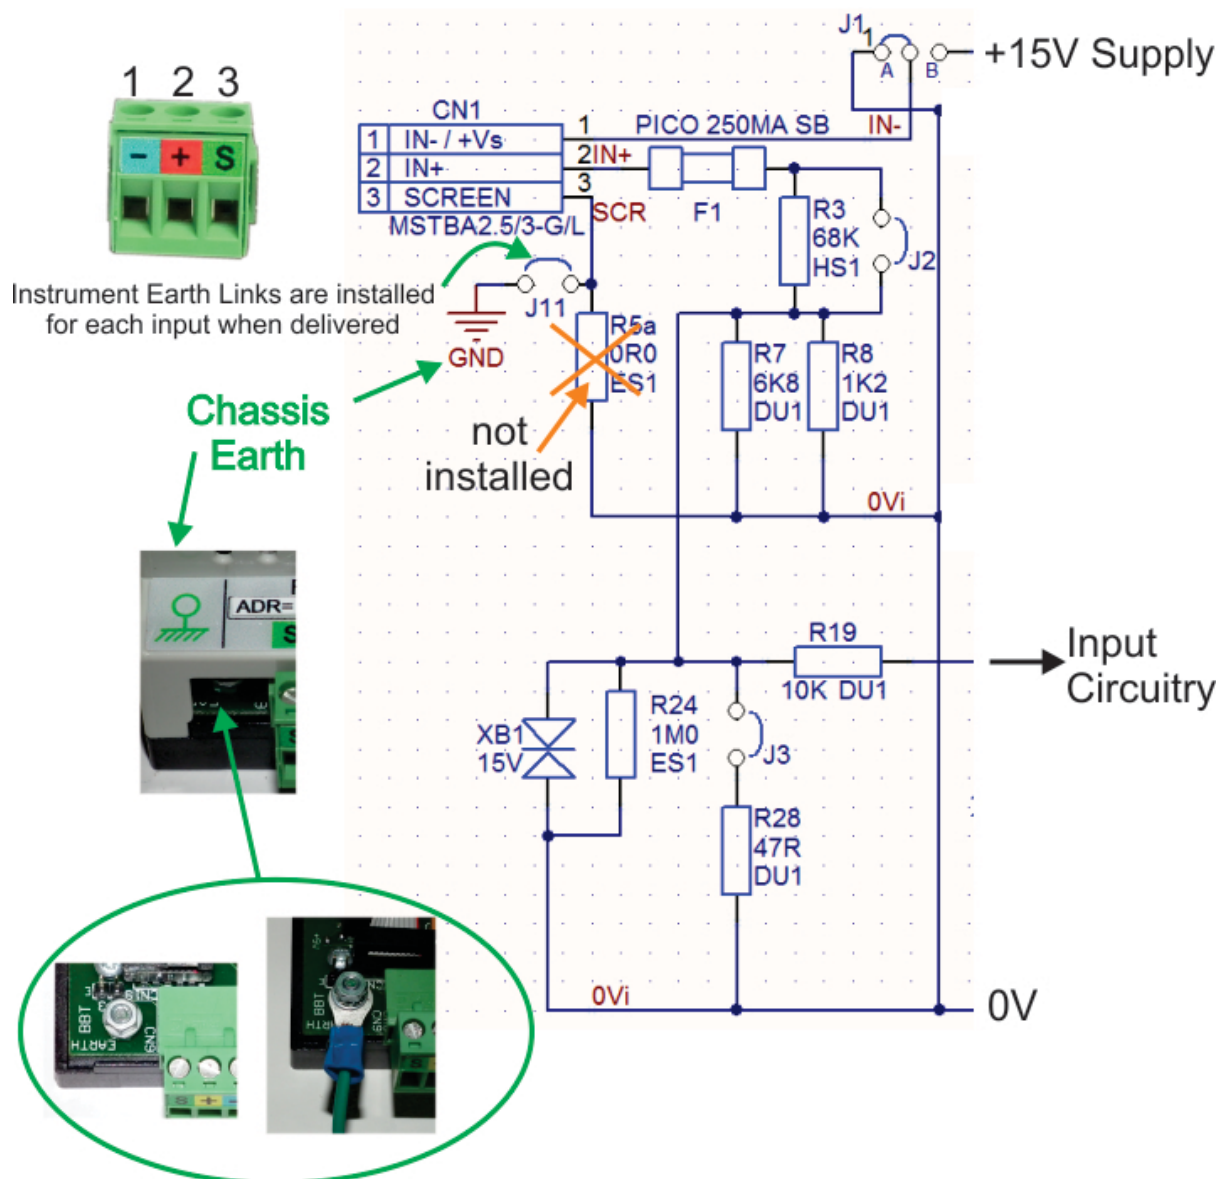 1 2 3
- + S
Instrument Earth Links are installed
for each input when delivered
Chassis
Earth
CN1
1 IN- / +Vs
2 IN+
3 SCREEN
MSTBA2.5/3-G/L
1
2
3
IN+
SCR
PICO 250MA SB
F1
IN-
J1
1
A
B
+15V Supply
R3
68K
HS1
J2
J11
GND
R5a
0R0
ES1
not
installed
R7
6K8
DU1
R8
1K2
DU1
0Vi
R19
10K DU1
Input
Circuitry
XB1
15V
R24
1M0
ES1
J3
R28
47R
DU1
0Vi
0V
ADR=
S
BBT
EARTH
CN9
S + -
BBT
EARTH
CN9